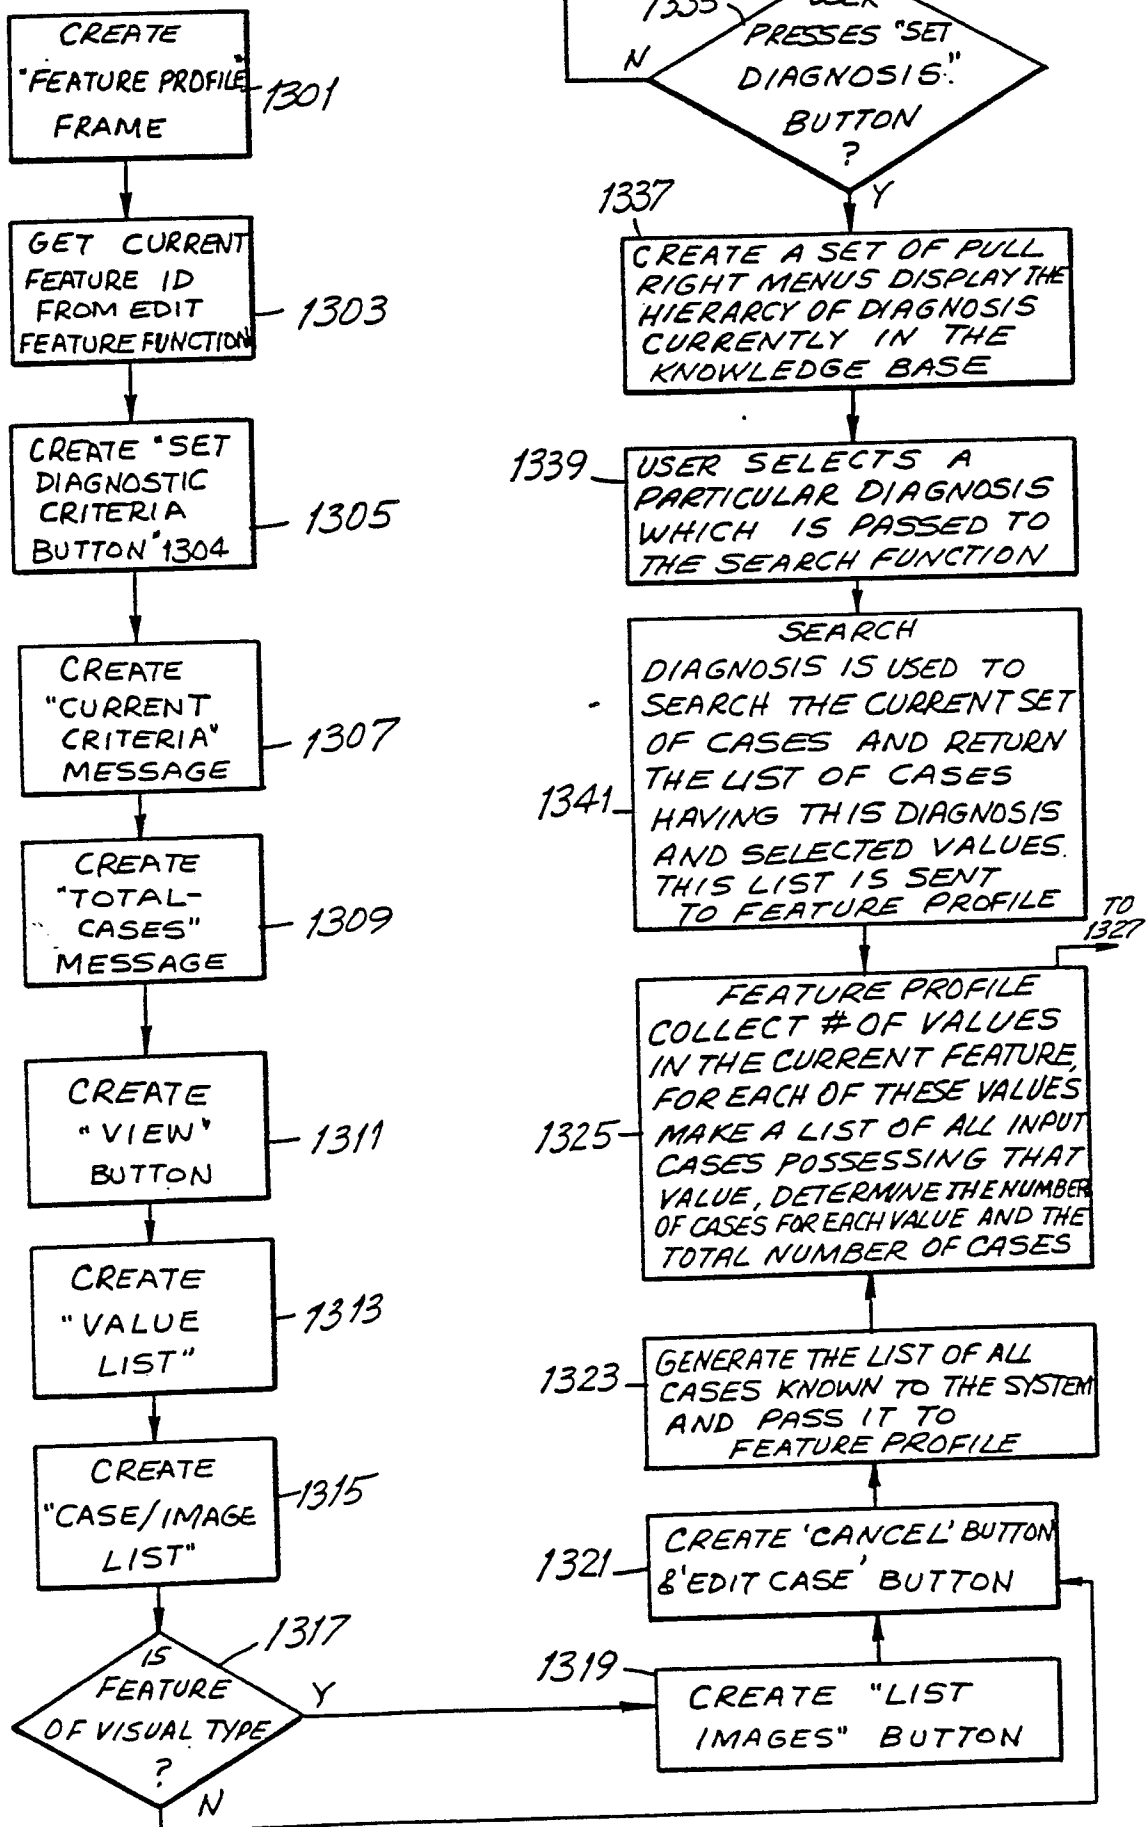 CREATE
"FEATURE PROFILE"
FRAME
1301
GET CURRENT
FEATURE ID
FROM EDIT
FEATURE FUNCTION
1303
CREATE "SET
DIAGNOSTIC
CRITERIA
BUTTON" 1304
1305
CREATE
"CURRENT
CRITERIA"
MESSAGE
1307
CREATE
"TOTAL-
CASES"
MESSAGE
1309
CREATE
"VIEW"
BUTTON
1311
CREATE
"VALUE
LIST"
1313
CREATE
"CASE/IMAGE
LIST"
1315
1317
IS
FEATURE
OF VISUAL TYPE
?
Y
N
PRESSES "SET
DIAGNOSIS"
BUTTON
?
N
Y
1337
CREATE A SET OF PULL
RIGHT MENUS DISPLAY THE
HIERARCY OF DIAGNOSIS
CURRENTLY IN THE
KNOWLEDGE BASE
1339
USER SELECTS A
PARTICULAR DIAGNOSIS
WHICH IS PASSED TO
THE SEARCH FUNCTION
SEARCH
DIAGNOSIS IS USED TO
SEARCH THE CURRENT SET
OF CASES AND RETURN
THE LIST OF CASES
HAVING THIS DIAGNOSIS
AND SELECTED VALUES.
THIS LIST IS SENT
TO FEATURE PROFILE
1341
TO
1327
FEATURE PROFILE
COLLECT # OF VALUES
IN THE CURRENT FEATURE,
FOR EACH OF THESE VALUES
MAKE A LIST OF ALL INPUT
CASES POSSESSING THAT
VALUE, DETERMINE THE NUMBER
OF CASES FOR EACH VALUE AND THE
TOTAL NUMBER OF CASES
1325
GENERATE THE LIST OF ALL
CASES KNOWN TO THE SYSTEM
AND PASS IT TO
FEATURE PROFILE
1323
CREATE 'CANCEL' BUTTON
&'EDIT CASE' BUTTON
1321
1319
CREATE "LIST
IMAGES" BUTTON